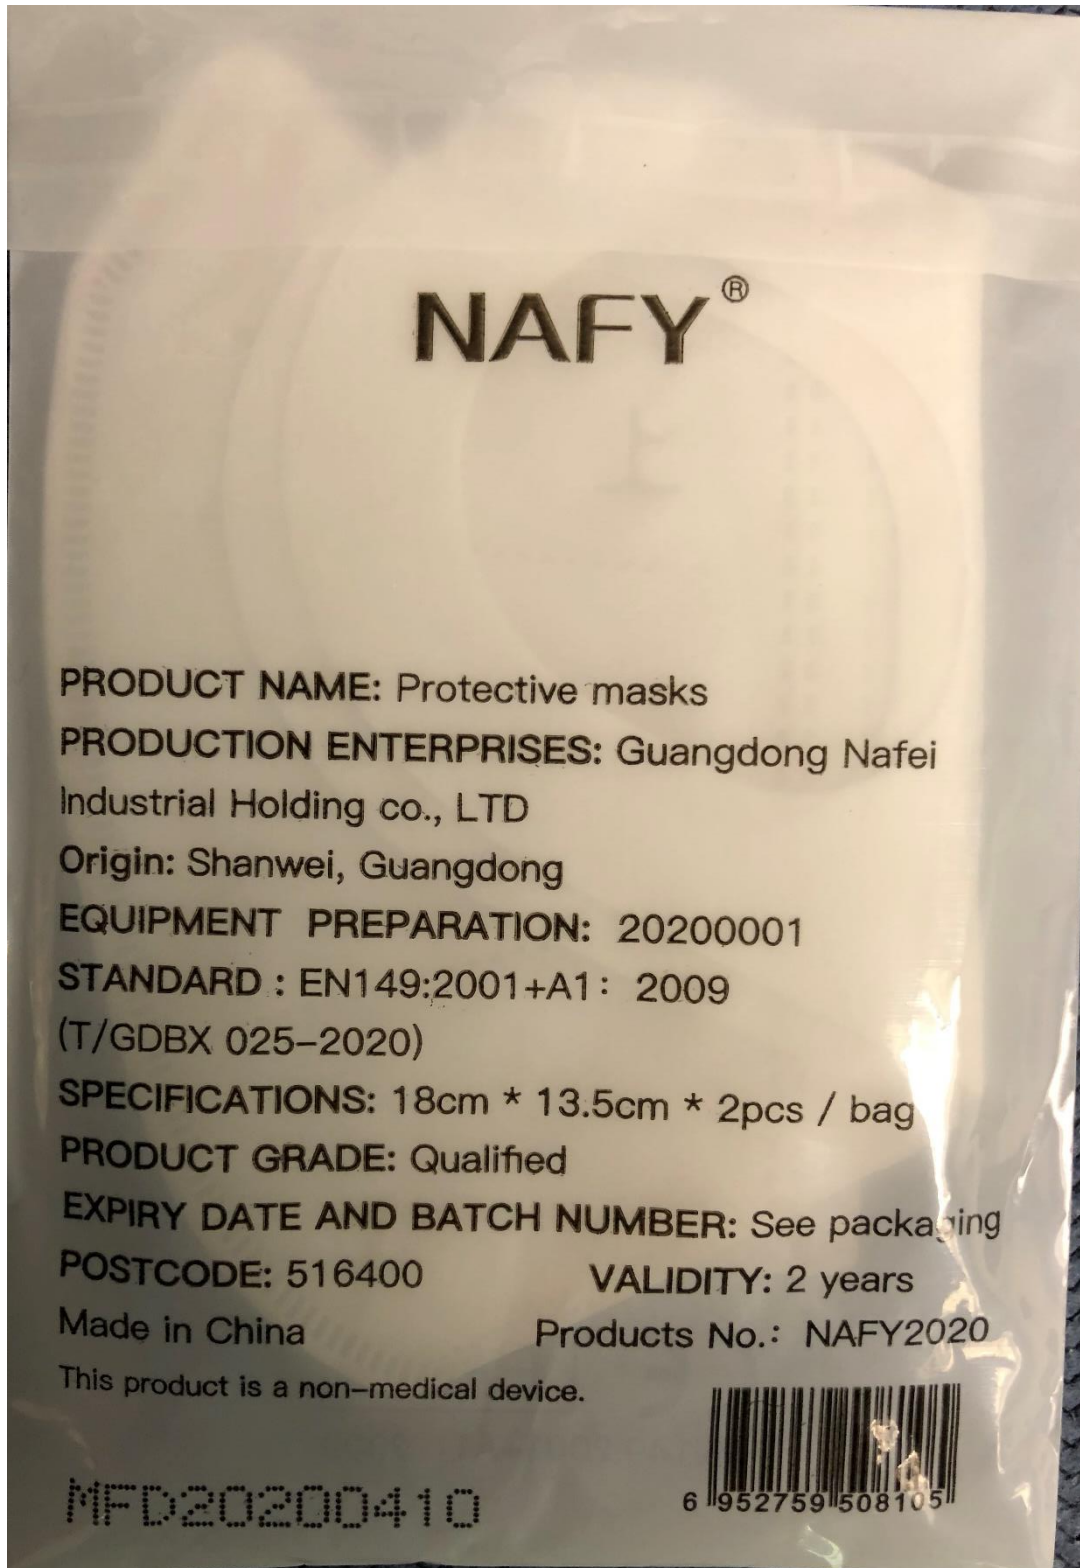 NAFY®
PRODUCT NAME: Protective masks
PRODUCTION ENTERPRISES: Guangdong Nafei
Industrial Holding co., LTD
Origin: Shanwei, Guangdong
EQUIPMENT PREPARATION: 20200001
STANDARD : EN149:2001+A1: 2009
(T/GDBX 025-2020)
SPECIFICATIONS: 18cm * 13.5cm * 2pcs / bag
PRODUCT GRADE: Qualified
EXPIRY DATE AND BATCH NUMBER: See packaging
POSTCODE: 516400 VALIDITY: 2 years
Made in China Products No.: NAFY2020
This product is a non-medical device.
MFD20200410
6 952759 508105